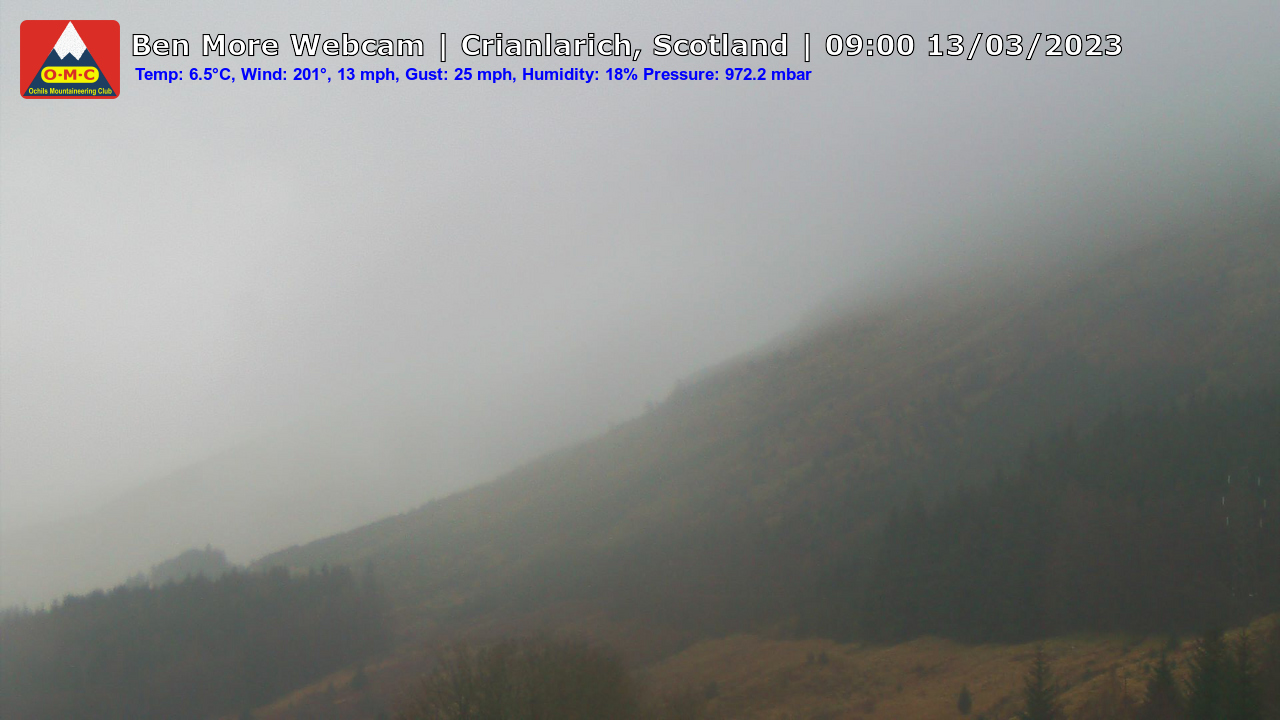 Ben More Webcam | Crianlarich, Scotland | 09:00 13/03/2023
Temp: 6.5°C, Wind: 201°, 13 mph, Gust: 25 mph, Humidity: 18% Pressure: 972.2 mbar
O-M-C
Ochils Mountaineering Club